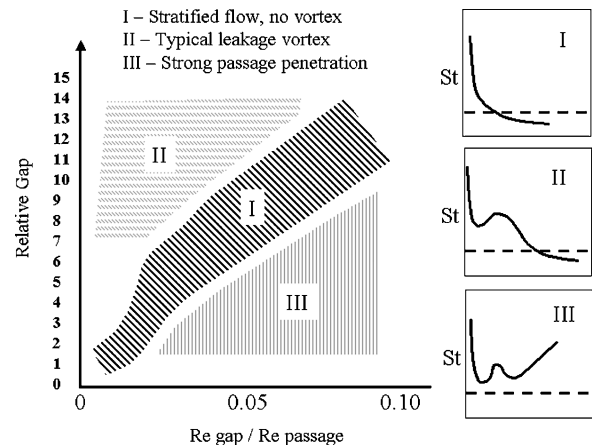 I – Stratified flow, no vortex
II – Typical leakage vortex
III – Strong passage penetration
15
14
13
12
11
10
9
8
7
6
5
4
3
2
1
0
Relative Gap
II
I
III
0
0.05
0.10
Re gap / Re passage
I
St
II
St
III
St